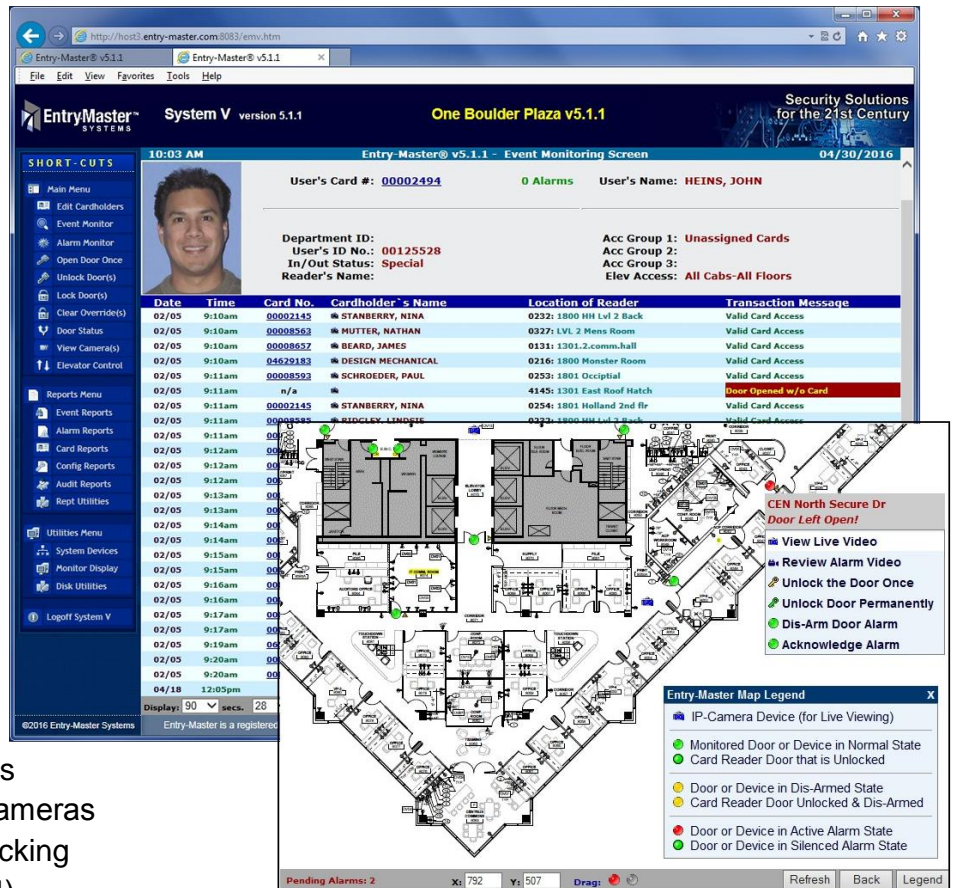 http://host3.entry-master.com:8083/emv.htm
Entry-Master® v5.1.1
Entry-Master® v5.1.1
File Edit View Favorites Tools Help
EntryMaster™ SYSTEMS
System V version 5.1.1
One Boulder Plaza v5.1.1
Security Solutions
for the 21st Century
SHORT-CUTS
Main Menu
Edit Cardholders
Event Monitor
Alarm Monitor
Open Door Once
Unlock Door(s)
Lock Door(s)
Clear Override(s)
Door Status
View Camera(s)
Elevator Control
Reports Menu
Event Reports
Alarm Reports
Card Reports
Config Reports
Audit Reports
Rept Utilities
Utilities Menu
System Devices
Monitor Display
Disk Utilities
Logoff System V
©2016 Entry-Master Systems
10:03 AM Entry-Master® v5.1.1 - Event Monitoring Screen 04/30/2016
User's Card #: 00002494 0 Alarms User's Name: HEINS, JOHN
Department ID: Acc Group 1: Unassigned Cards
User's ID No.: 00125528 Acc Group 2:
In/Out Status: Special Acc Group 3:
Reader's Name: Elev Access: All Cabs-All Floors
Date Time Card No. Cardholder`s Name Location of Reader Transaction Message
02/05 9:10am 00002145 STANBERRY, NINA 0232: 1800 HH Lvl 2 Back Valid Card Access
02/05 9:10am 00008563 MUTTER, NATHAN 0327: LVL 2 Mens Room Valid Card Access
02/05 9:10am 00008657 BEARD, JAMES 0131: 1301.2.comm.hall Valid Card Access
02/05 9:10am 04629183 DESIGN MECHANICAL 0216: 1800 Monster Room Valid Card Access
02/05 9:11am 00008593 SCHROEDER, PAUL 0253: 1801 Occiptial Valid Card Access
02/05 9:11am n/a 4145: 1301 East Roof Hatch Door Opened w/o Card
02/05 9:11am 00002145 STANBERRY, NINA 0254: 1801 Holland 2nd flr Valid Card Access
02/05 9:11am
02/05 9:11am
02/05 9:12am
02/05 9:12am
02/05 9:12am
02/05 9:13am
02/05 9:13am
02/05 9:14am
02/05 9:14am
02/05 9:15am
02/05 9:15am
02/05 9:16am
02/05 9:16am
02/05 9:17am
02/05 9:17am
02/05 9:19am
02/05 9:20am
02/05 9:20am
04/18 12:05pm
Display: 90 secs. 28
Entry-Master is a registered
CEN North Secure Dr
Door Left Open!
View Live Video
Review Alarm Video
Unlock the Door Once
Unlock Door Permanently
Dis-Arm Door Alarm
Acknowledge Alarm
Entry-Master Map Legend X
IP-Camera Device (for Live Viewing)
Monitored Door or Device in Normal State
Card Reader Door that is Unlocked
Door or Device in Dis-Armed State
Card Reader Door Unlocked & Dis-Armed
Door or Device in Active Alarm State
Door or Device in Silenced Alarm State
Pending Alarms: 2 X: 792 Y: 507 Drag: Refresh Back Legend
s
ameras
cking